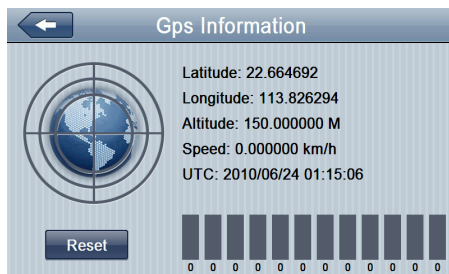 Gps Information
Latitude: 22.664692
Longitude: 113.826294
Altitude: 150.000000 M
Speed: 0.000000 km/h
UTC: 2010/06/24 01:15:06
Reset
0 0 0 0 0 0 0 0 0 0 0 0